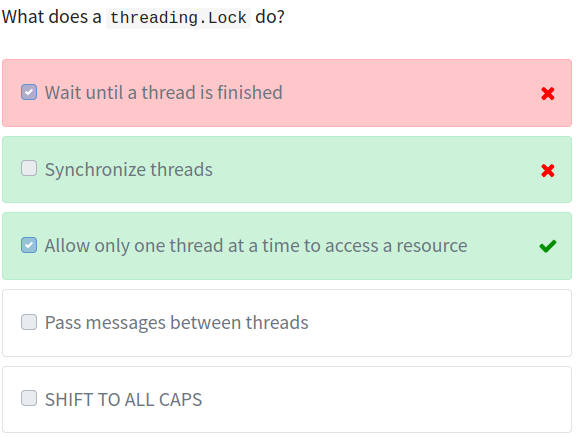 What does a threading.Lock do?
Wait until a thread is finished
Synchronize threads
Allow only one thread at a time to access a resource
Pass messages between threads
SHIFT TO ALL CAPS